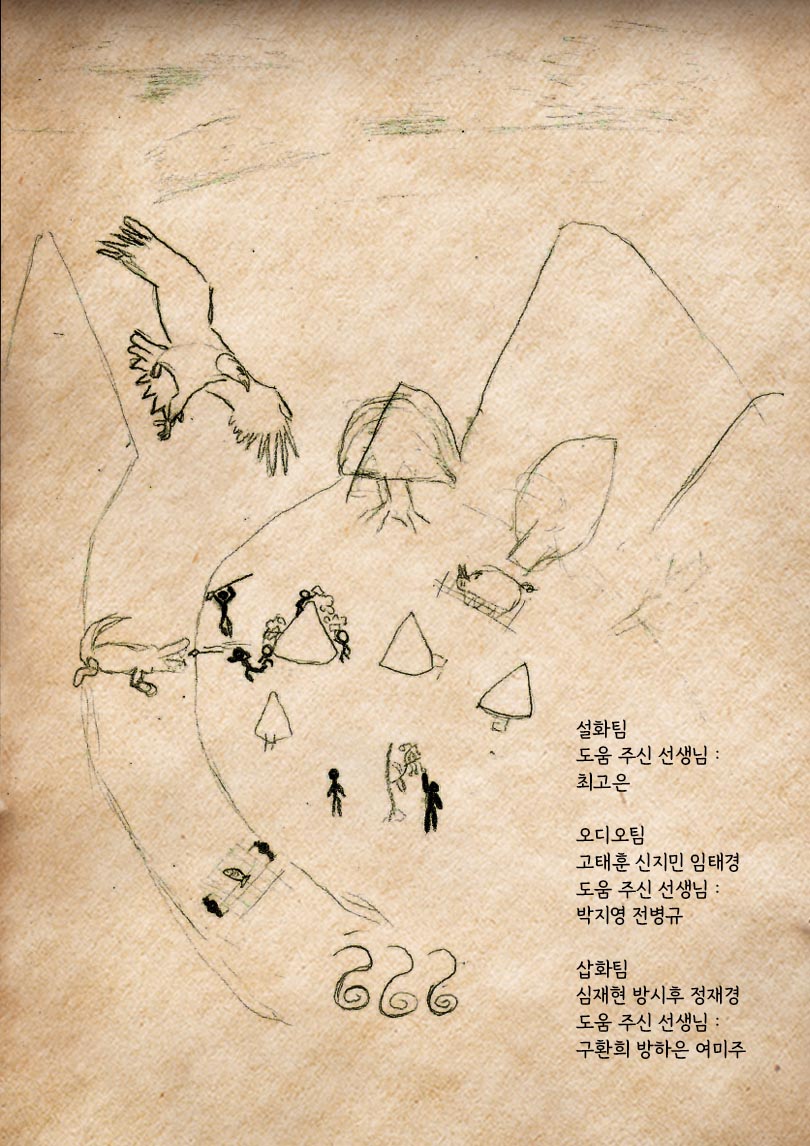 설화팀
도움 주신 선생님 :
최고은
오디오팀
고태훈 신지민 임태경
도움 주신 선생님 :
박지영 전병규
삽화팀
심재현 방시후 정재경
도움 주신 선생님 :
구환희 방하은 여미주